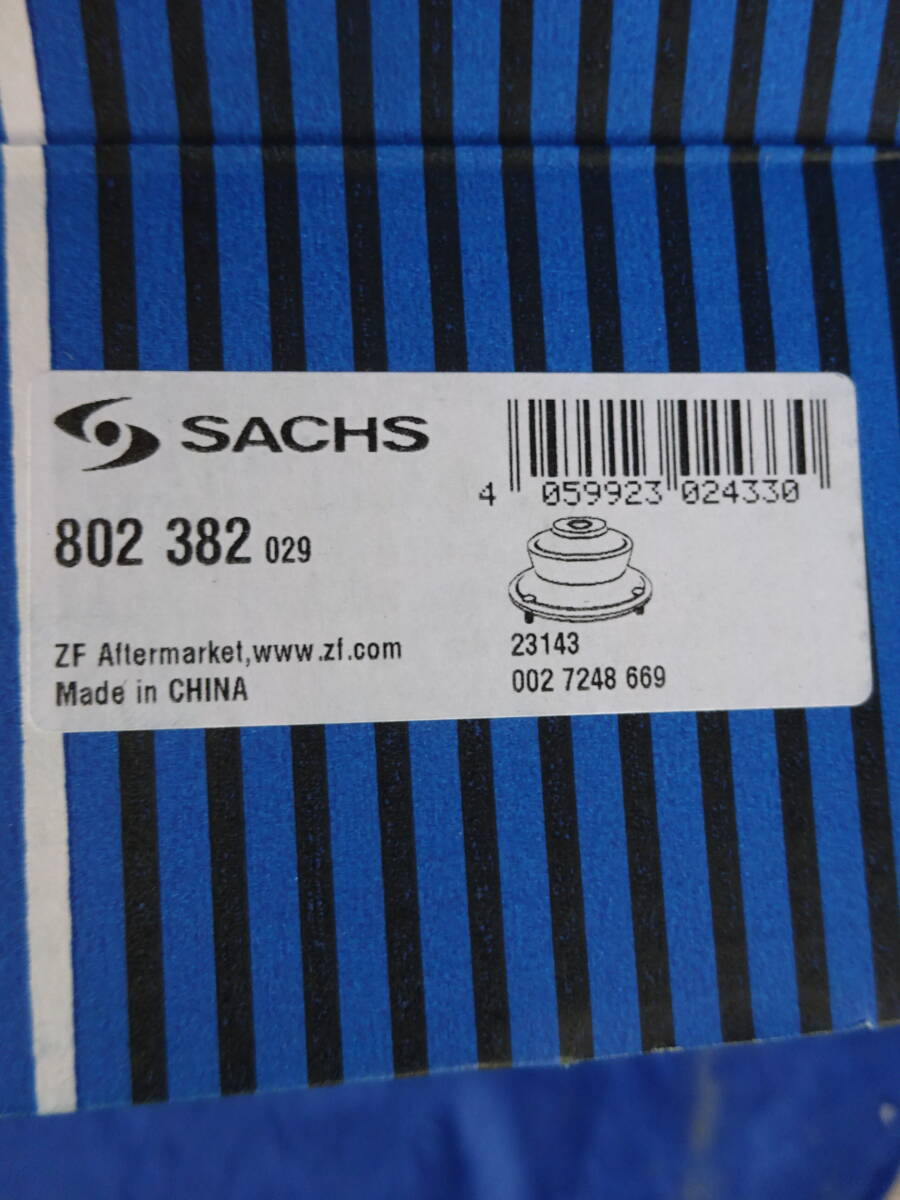 SACHS
4 059923 024330
802 382 029
ZF Aftermarket,www.zf.com
Made in CHINA
23143
002 7248 669